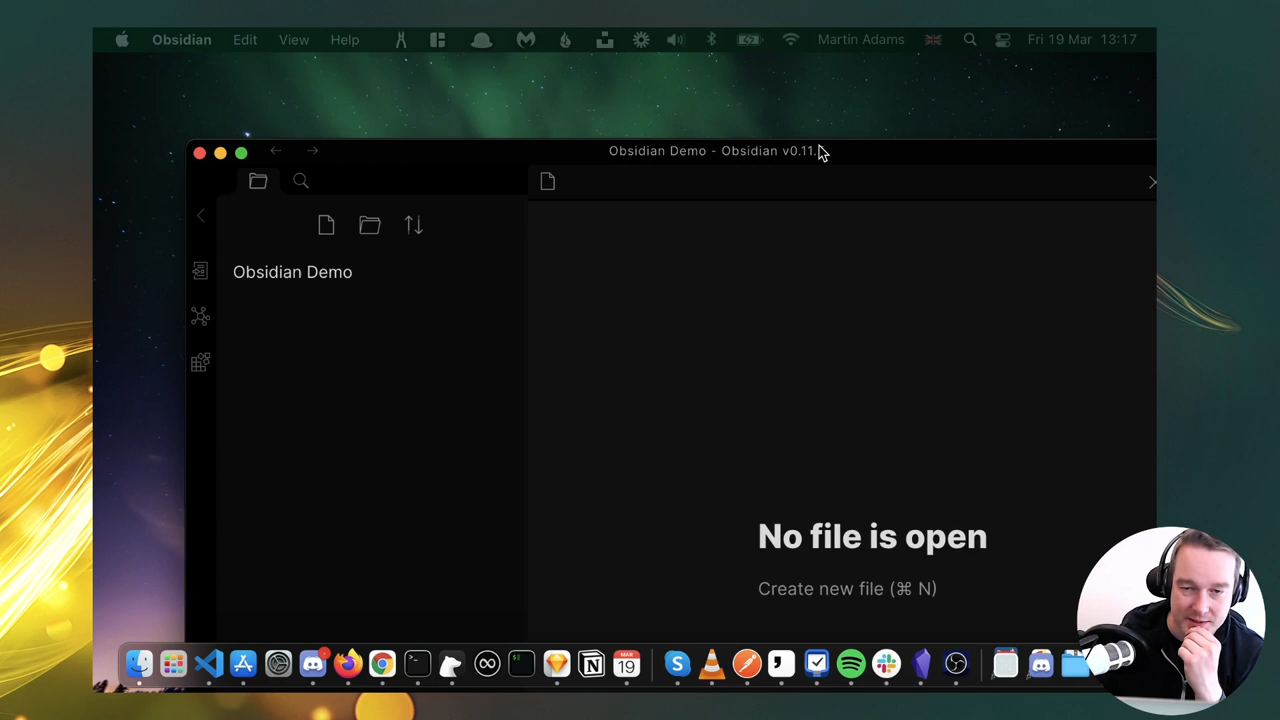 Obsidian Edit View Help Martin Adams Fri 19 Mar 13:17
Obsidian Demo - Obsidian v0.11.
Obsidian Demo
No file is open
Create new file (⌘ N)
MAR
19